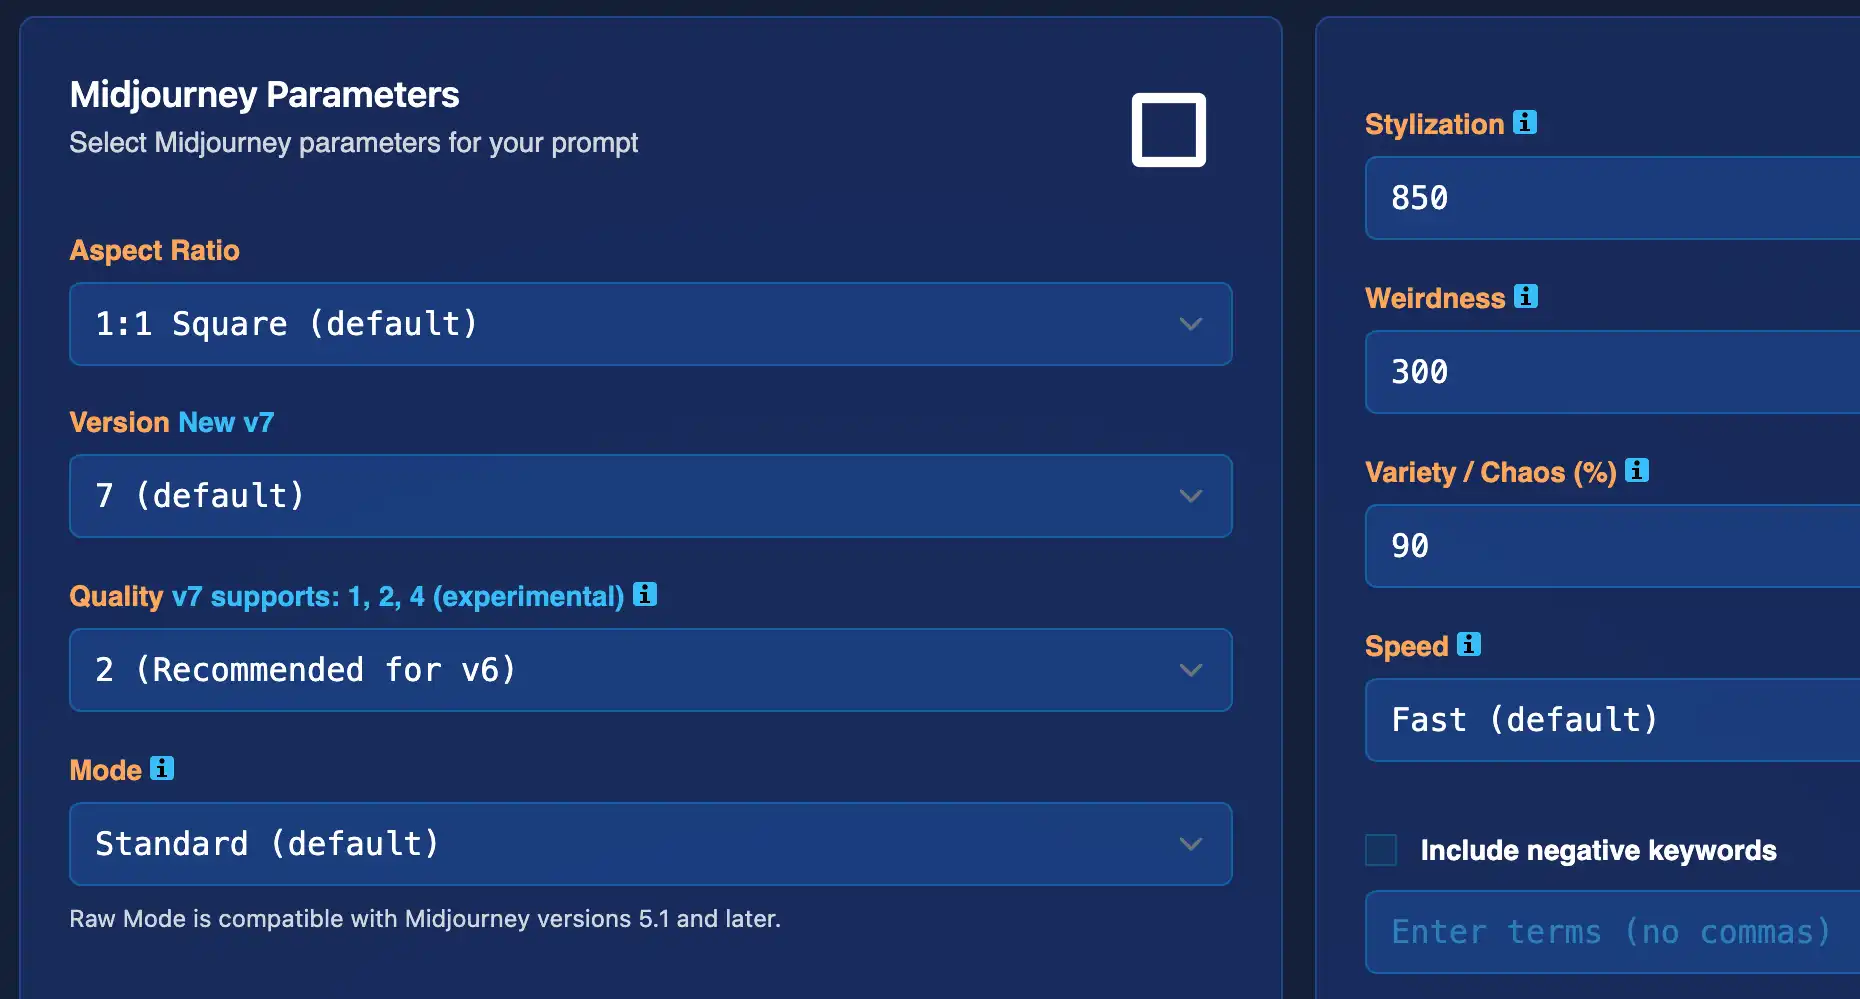 Midjourney Parameters
Select Midjourney parameters for your prompt
Aspect Ratio
1:1 Square (default)
Version New v7
7 (default)
Quality v7 supports: 1, 2, 4 (experimental) i
2 (Recommended for v6)
Mode i
Standard (default)
Raw Mode is compatible with Midjourney versions 5.1 and later.
Stylization i
850
Weirdness i
300
Variety / Chaos (%) i
90
Speed i
Fast (default)
Include negative keywords
Enter terms (no commas)